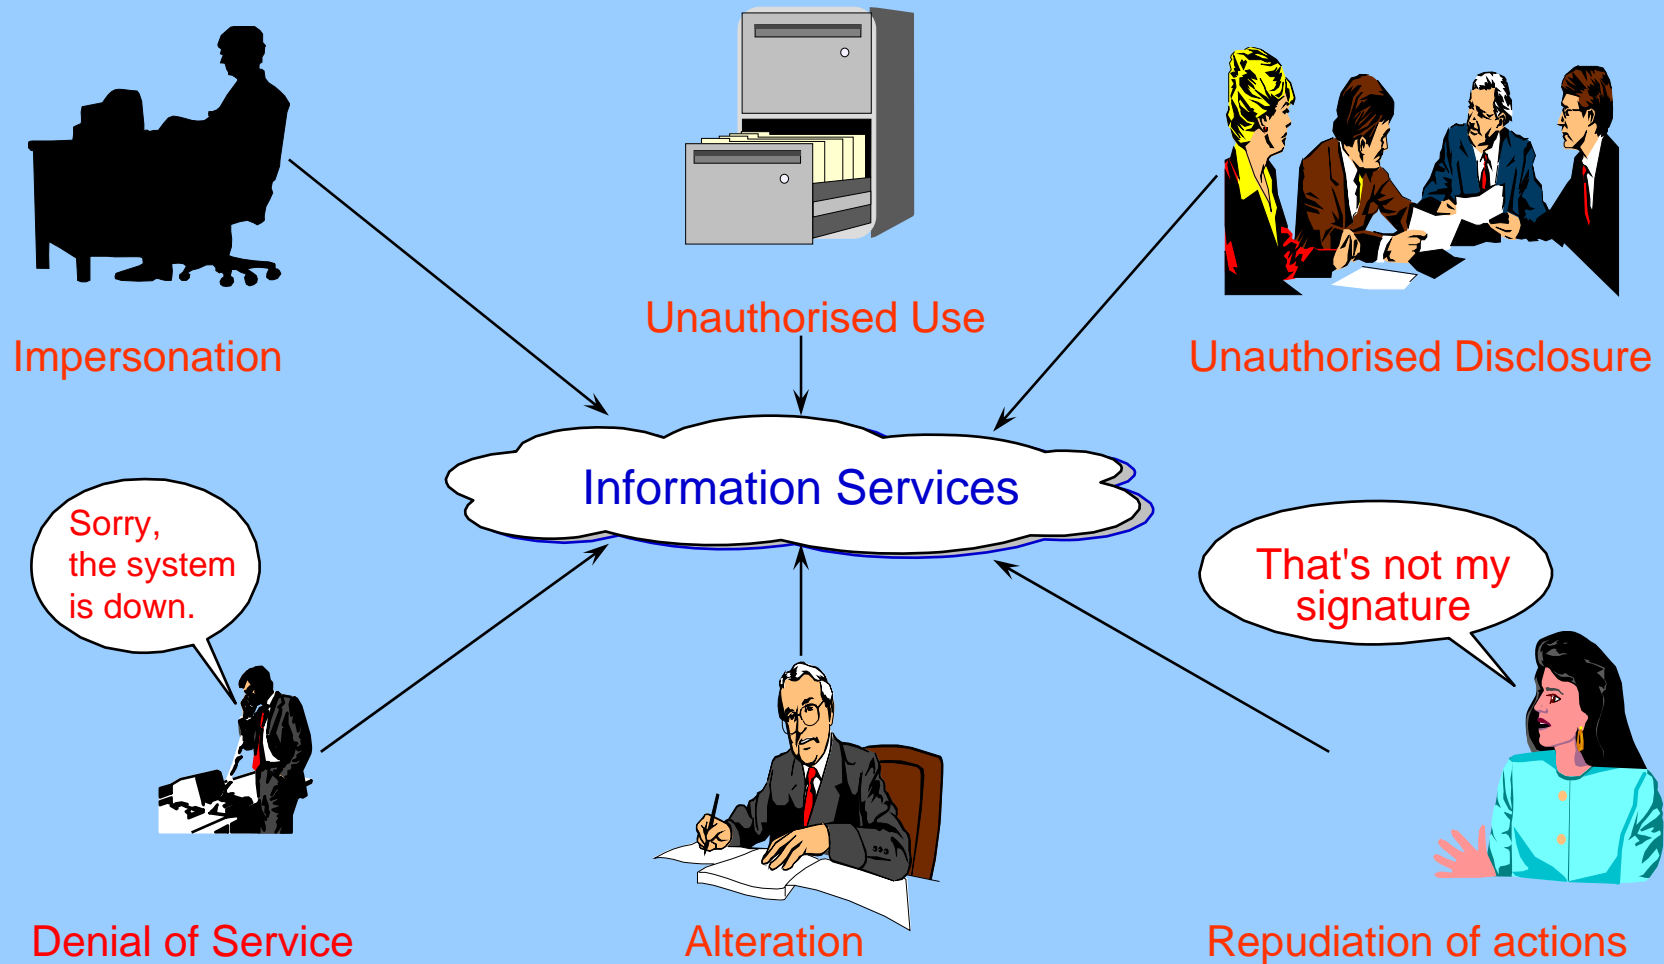 Unauthorised Use
Impersonation
Unauthorised Disclosure
Information Services
Sorry,
the system
is down.
That's not my
signature
Denial of Service
Alteration
Repudiation of actions